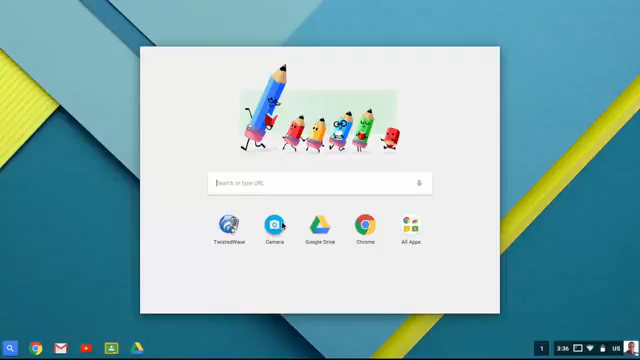 Search or type URL
TwistedWave
Camera
Google Drive
Chrome
All Apps
1
3:36
US